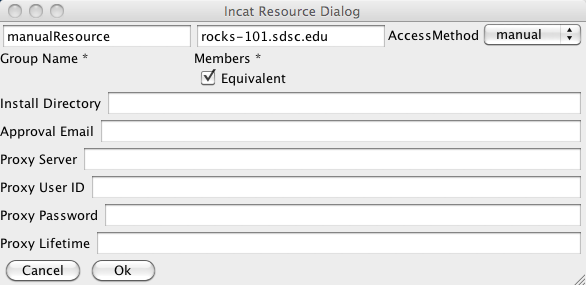 Incat Resource Dialog
manualResource rocks-101.sdsc.edu AccessMethod manual
Group Name * Members *
Equivalent
Install Directory
Approval Email
Proxy Server
Proxy User ID
Proxy Password
Proxy Lifetime
Cancel Ok